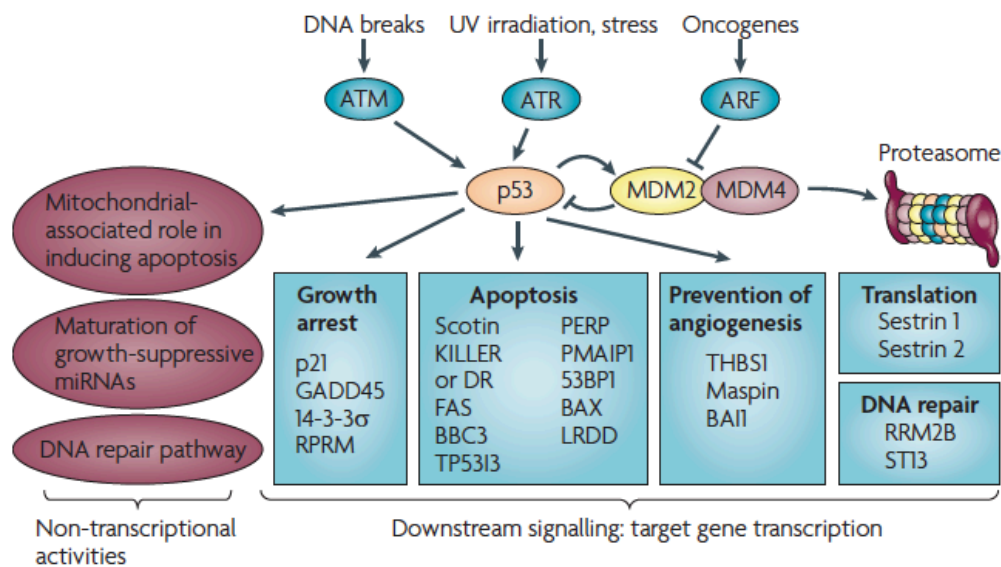 DNA breaks
UV irradiation, stress
Oncogenes
ATM
ATR
ARF
Proteasome
p53
MDM2
MDM4
Mitochondrial-
associated role in
inducing apoptosis
Maturation of
growth-suppressive
miRNAs
DNA repair pathway
Growth
arrest
p21
GADD45
14-3-3σ
RPRM
Apoptosis
Scotin
KILLER
or DR
FAS
BBC3
TP53I3
PERP
PMAIP1
53BP1
BAX
LRDD
Prevention of
angiogenesis
THBS1
Maspin
BAI1
Translation
Sestrin 1
Sestrin 2
DNA repair
RRM2B
ST13
Non-transcriptional
activities
Downstream signalling: target gene transcription